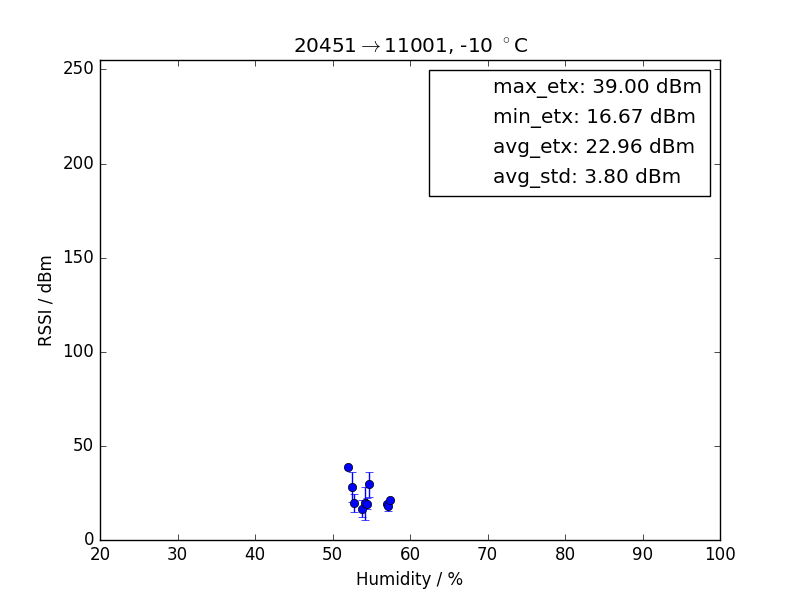 20451→11001, -10 °C
max_etx: 39.00 dBm
min_etx: 16.67 dBm
avg_etx: 22.96 dBm
avg_std: 3.80 dBm
250
200
150
100
50
0
RSSI / dBm
20 30 40 50 60 70 80 90 100
Humidity / %